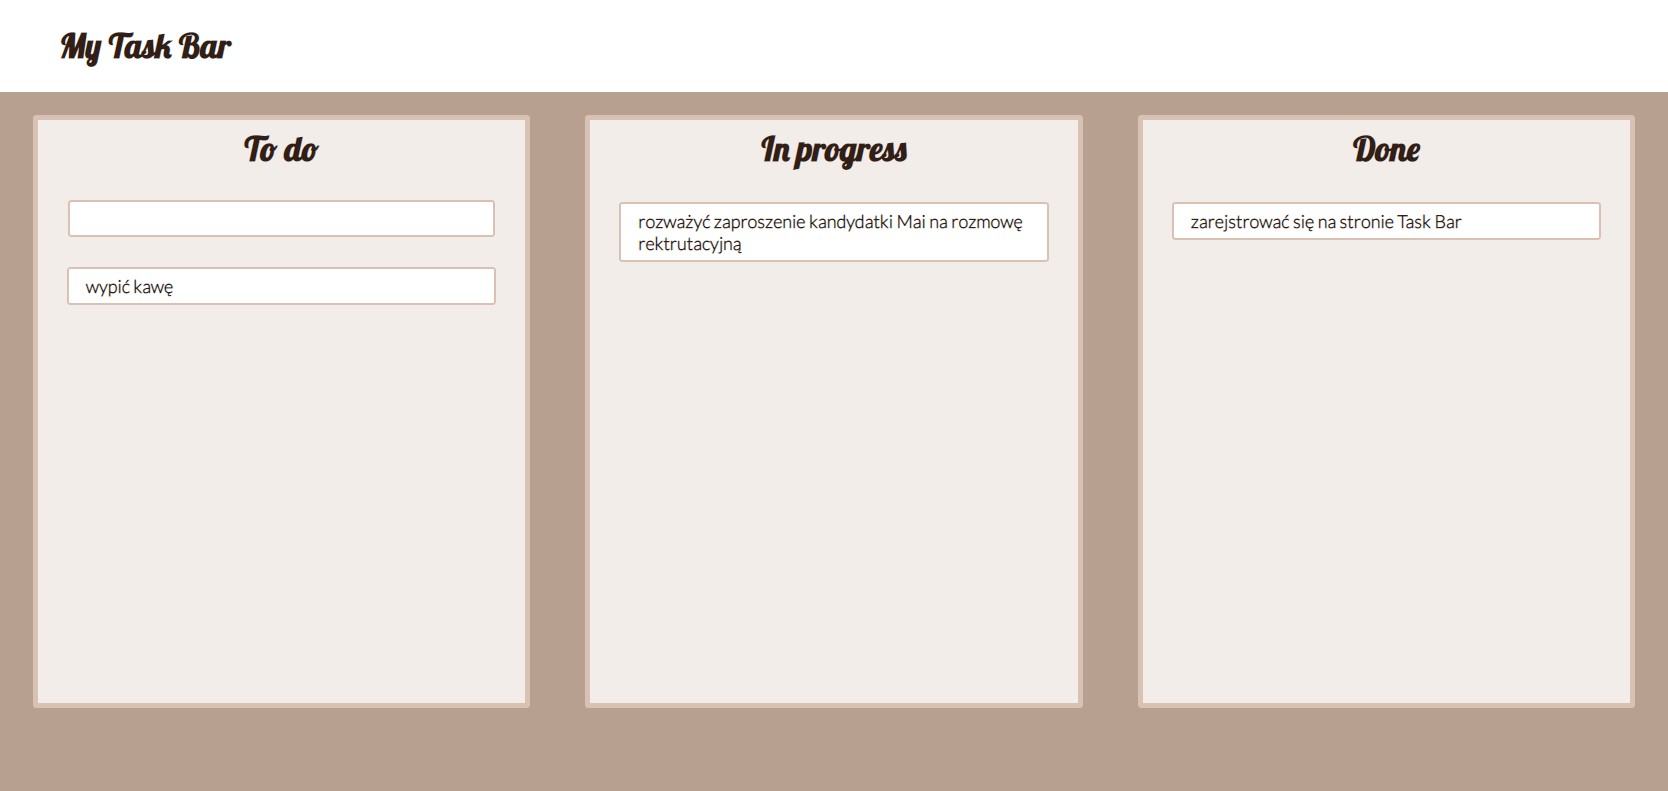 My Task Bar
To do
wypić kawę
In progress
rozważyć zaproszenie kandydatki Mai na rozmowę
rektrutacyjną
Done
zarejstrować się na stronie Task Bar